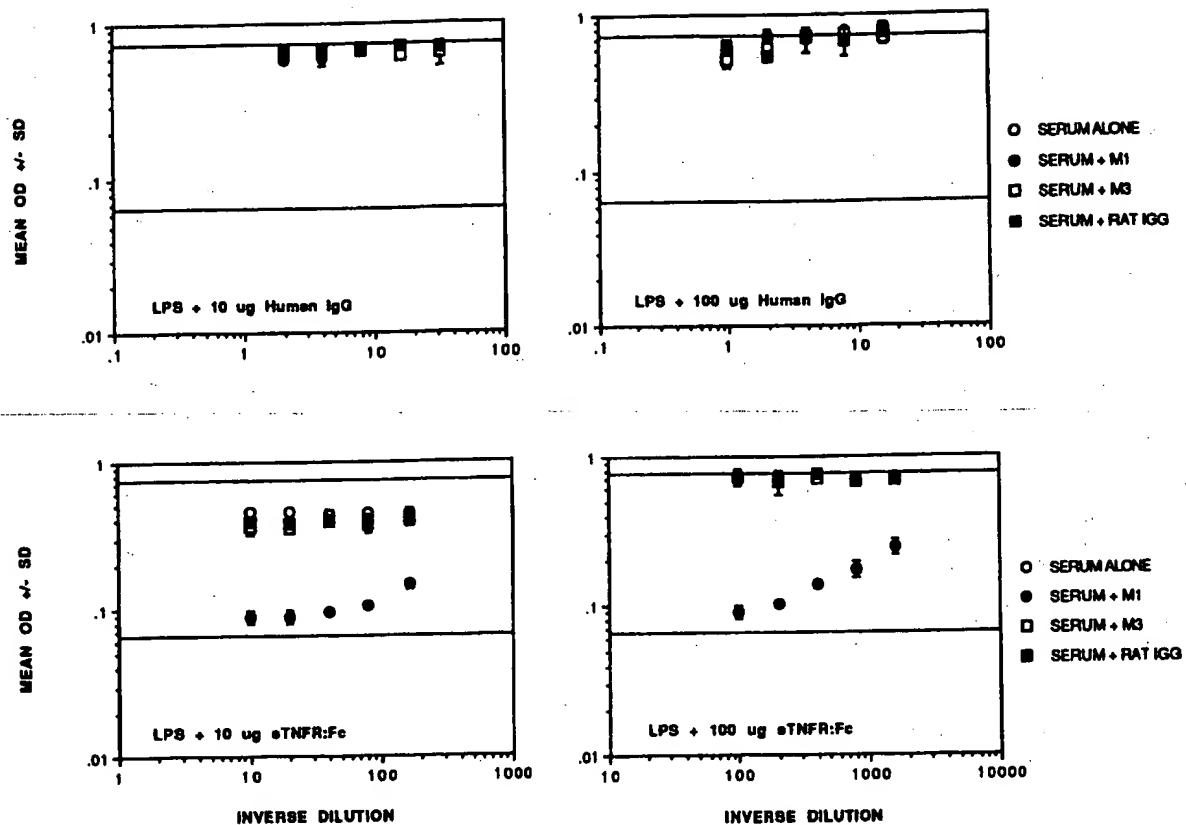 MEAN OD +/- SD
1
.1
.01
LPS + 10 ug Human IgG
.1
1
10
100
1
.1
.01
LPS + 100 ug Human IgG
.1
1
10
100
SERUM ALONE
SERUM + M1
SERUM + M3
SERUM + RAT IGG
MEAN OD +/- SD
1
.1
.01
LPS + 10 ug sTNFR:Fc
1
10
100
1000
INVERSE DILUTION
1
.1
.01
LPS + 100 ug sTNFR:Fc
10
100
1000
10000
INVERSE DILUTION
SERUM ALONE
SERUM + M1
SERUM + M3
SERUM + RAT IGG